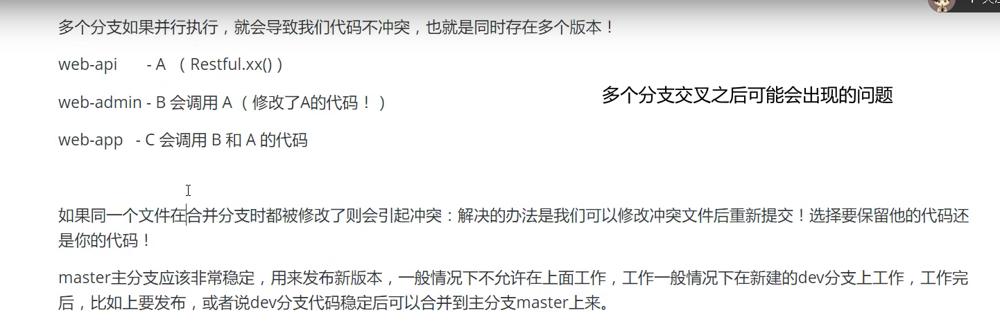 多个分支如果并行执行，就会导致我们代码不冲突，也就是同时存在多个版本！
web-api - A （ Restful.xx() )
web-admin - B 会调用 A （ 修改了A的代码！ ）
多个分支交叉之后可能会出现的问题
web-app - C 会调用 B 和 A 的代码
如果同一个文件在合并分支时都被修改了则会引起冲突：解决的办法是我们可以修改冲突文件后重新提交！选择要保留他的代码还
是你的代码！
master主分支应该非常稳定，用来发布新版本，一般情况下不允许在上面工作，工作一般情况下在新建的dev分支上工作，工作完
后，比如上要发布，或者说dev分支代码稳定后可以合并到主分支master上来。